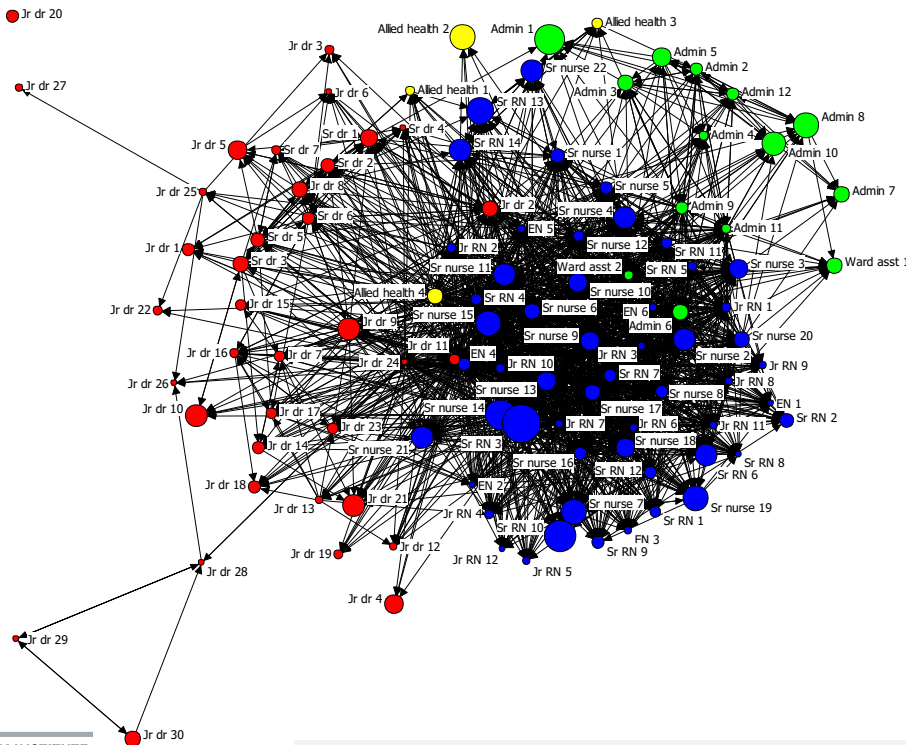 Jr dr 20
Allied health 2
Admin 1
Allied health 3
Jr dr 3
Admin 5
Sr nurse 22
Admin 2
Jr dr 27
Jr dr 6
Allied health 1
Admin 3
Admin 12
Sr RN 13
Sr 1
Sr 4
Admin 8
Admin 4
Jr dr 5
Sr 7
Sr RN 14
Sr nurse 1
Admin 10
Sr 2
Jr dr 8
Sr nurse 5
Jr dr 25
Admin 7
Jr dr 2
Sr nurse 4
Admin 9
Sr 6
EN 5
Admin 11
Sr 5
Jr RN 2
Sr nurse 12
Sr RN 11
Jr dr 1
Sr 3
Sr nurse 11
Ward asst 2
Sr RN 5
Sr nurse 3
Ward asst 1
Sr nurse 10
Allied health 4
Sr RN 4
Jr dr 15
Jr dr 22
Sr nurse 15
Sr nurse 6
EN 6
Jr RN 1
Jr dr 9
Admin 6
Sr nurse 20
Sr nurse 9
Jr dr 11
Jr dr 16
Jr dr 7
EN 4
Jr RN 3
Sr nurse 2
Jr dr 24
Sr RN 10
Jr RN 9
Sr RN 7
Jr dr 26
Jr RN 8
Sr nurse 13
Sr nurse 8
Jr dr 10
Jr dr 17
Sr nurse 14
Sr nurse 17
EN 1
Jr dr 23
Jr RN 7
Jr RN 6
Jr RN 11
Sr RN 2
Jr dr 14
Sr nurse 21
Sr RN 3
Sr nurse 18
Sr nurse 16
Sr RN 8
Sr RN 12
Sr RN 6
Jr dr 18
EN 2
Jr dr 13
Jr dr 21
Sr nurse 7
Sr nurse 19
Jr RN 4
Sr RN 10
Sr RN 1
FN 3
Jr dr 19
Jr dr 12
Jr RN 12
Sr RN 9
Jr RN 5
Jr dr 28
Jr dr 4
Jr dr 29
Jr dr 30